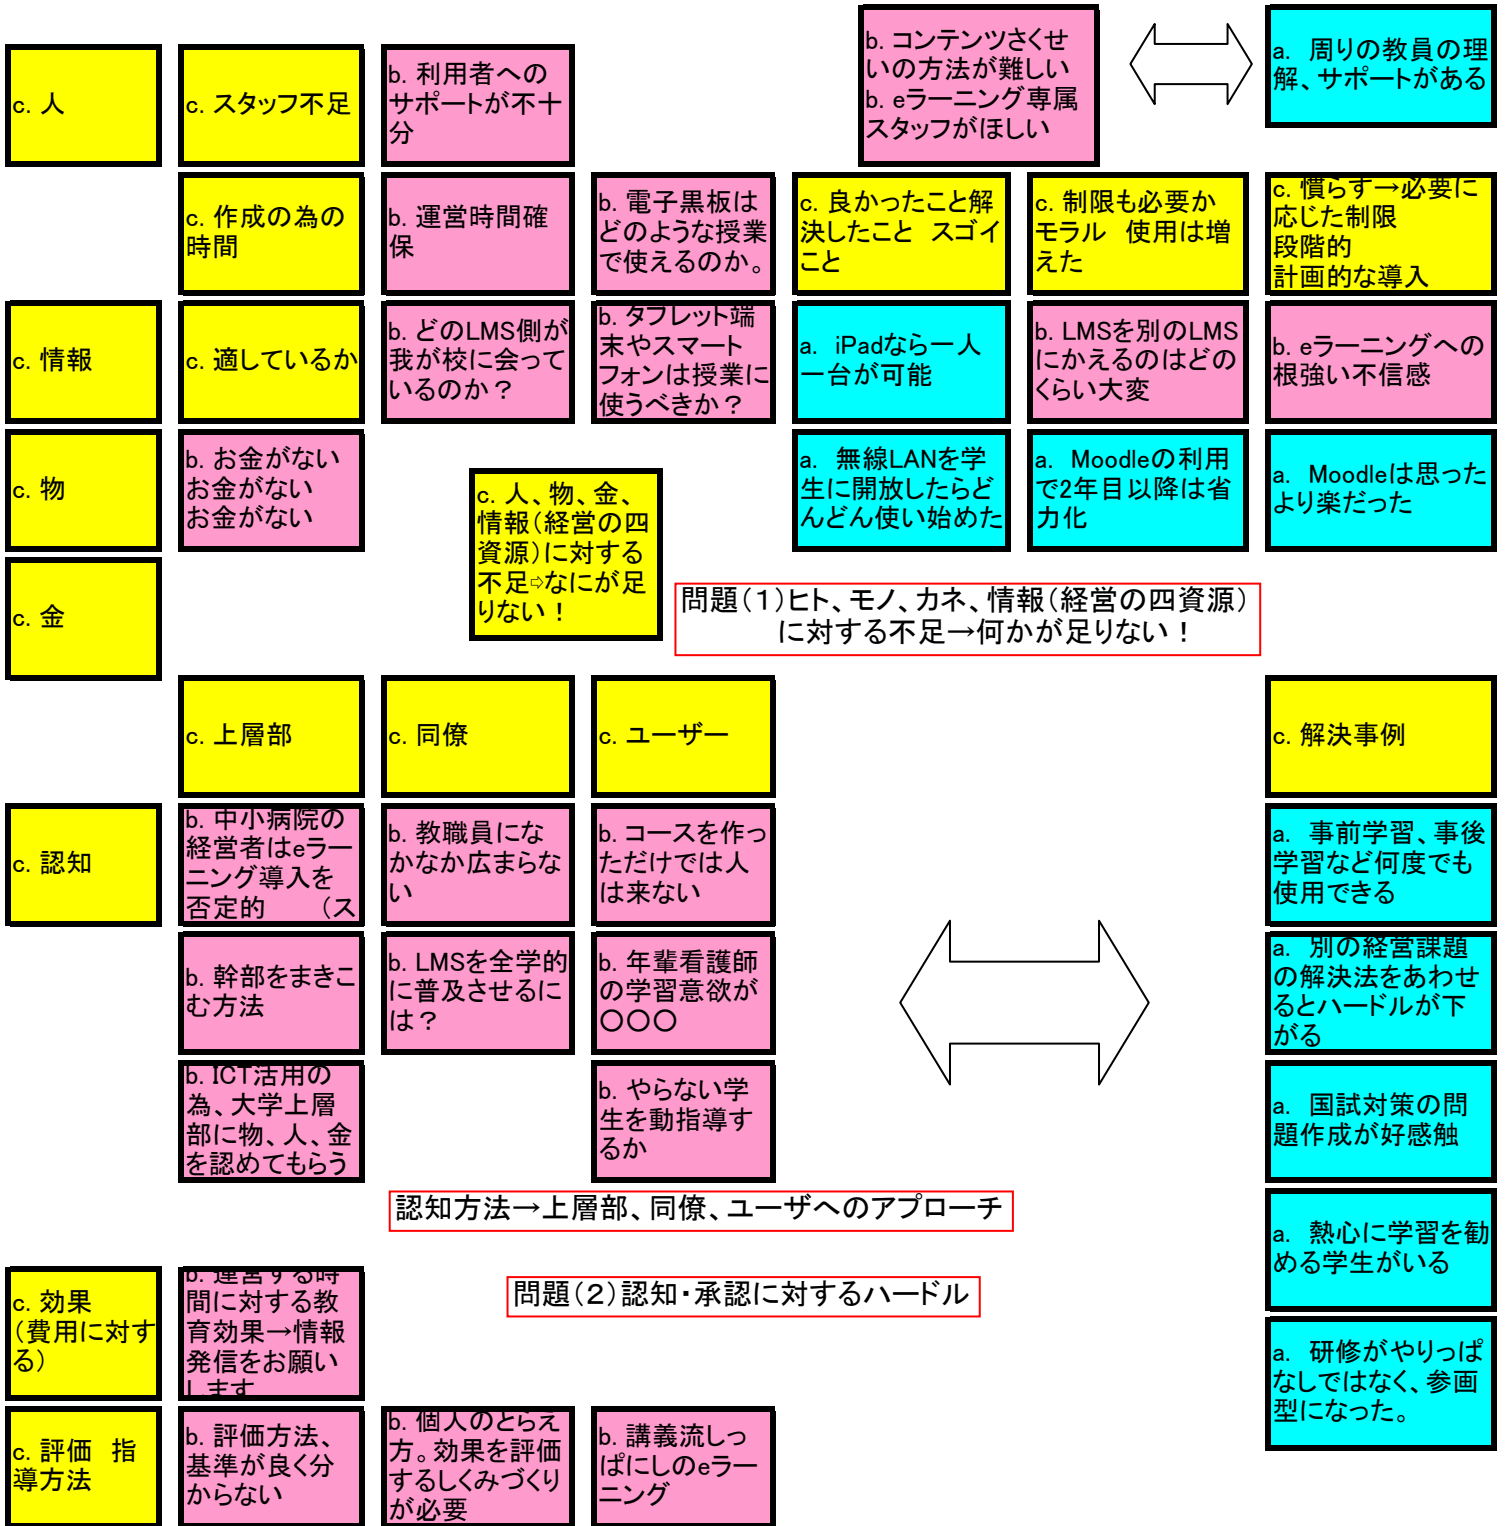 b. コンテンツさくせ
いの方法が難しい
b. eラーニング専属
スタッフがほしい
a. 周りの教員の理
解、サポートがある
c. 人
c. スタッフ不足
b. 利用者への
サポートが不十
分
c. 作成の為の
時間
b. 運営時間確
保
b. 電子黒板は
どのような授業
で使えるのか。
c. 良かったこと解
決したこと スゴイ
こと
c. 制限も必要か
モラル 使用は増
えた
c. 慣らす→必要に
応じた制限
段階的
計画的な導入
c. 情報
c. 適しているか
b. どのLMS側が
我が校に会って
いるのか？
b. タブレット端
末やスマート
フォンは授業に
使うべきか？
a. iPadなら一人
一台が可能
b. LMSを別のLMS
にかえるのはどの
くらい大変
b. eラーニングへの
根強い不信感
c. 物
b. お金がない
お金がない
お金がない
c. 人、物、金、
情報（経営の四
資源）に対する
不足⇨なにが足
りない！
a. 無線LANを学
生に開放したらど
んどん使い始めた
a. Moodleの利用
で2年目以降は省
力化
a. Moodleは思った
より楽だった
c. 金
問題（１）ヒト、モノ、カネ、情報（経営の四資源）
に対する不足→何かが足りない！
c. 上層部
c. 同僚
c. ユーザー
c. 解決事例
c. 認知
b. 中小病院の
経営者はeラー
ニング導入を
否定的 （ス
b. 教職員にな
かなか広まらな
い
b. コースを作っ
ただけでは人
は来ない
a. 事前学習、事後
学習など何度でも
使用できる
b. 幹部をまきこ
む方法
b. LMSを全学的
に普及させるに
は？
b. 年輩看護師
の学習意欲が
〇〇〇
a. 別の経営課題
の解決法をあわせ
るとハードルが下
がる
b. ICT活用の
為、大学上層
部に物、人、金
を認めてもらう
b. やらない学
生を動指導す
るか
a. 国試対策の問
題作成が好感触
認知方法→上層部、同僚、ユーザへのアプローチ
a. 熱心に学習を勧
める学生がいる
問題（２）認知・承認に対するハードル
c. 効果
（費用に対す
る）
b. 運営する時
間に対する教
育効果→情報
発信をお願い
します
a. 研修がやりっぱ
なしではなく、参画
型になった。
c. 評価 指
導方法
b. 評価方法、
基準が良く分
からない
b. 個人のとらえ
方。効果を評価
するしくみづくり
が必要
b. 講義流しっ
ぱにしのeラー
ニング